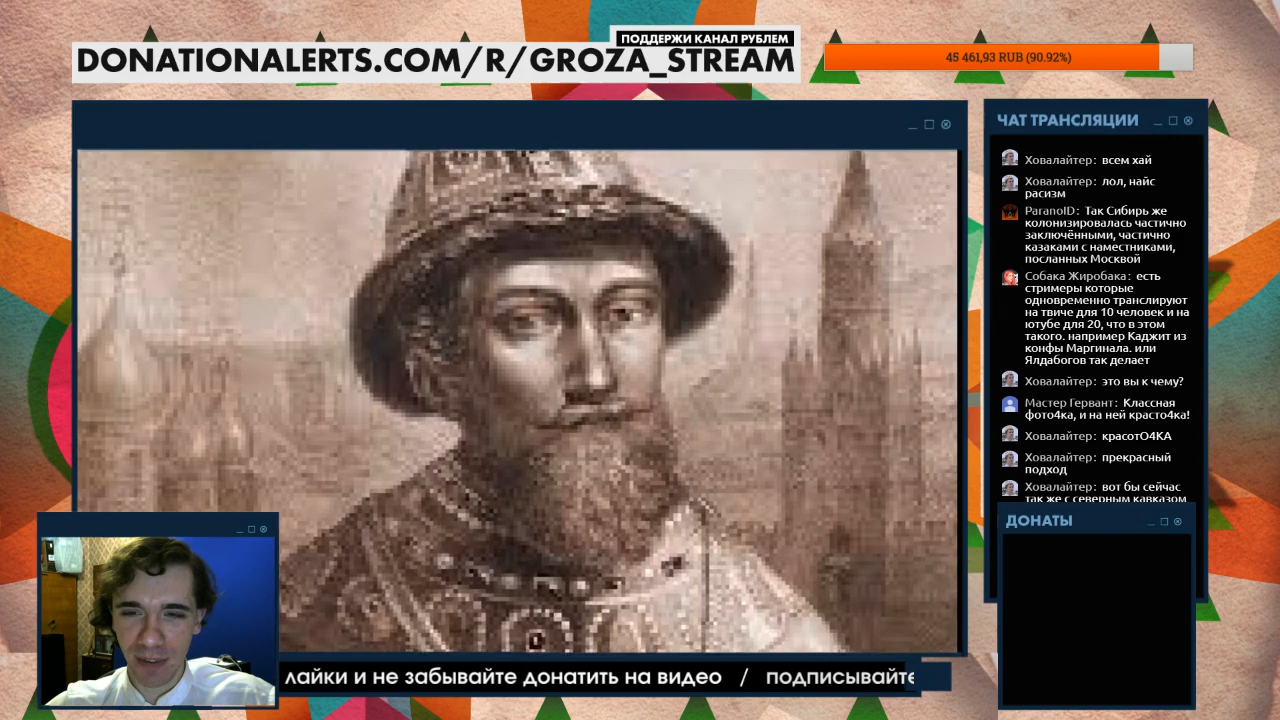 ПОДДЕРЖИ КАНАЛ РУБЛЕМ
DONATIONALERTS.COM/R/GROZA_STREAM
45 461,93 RUB (90.92%)
ЧАТ ТРАНСЛЯЦИИ
Ховалайтер: всем хай
Ховалайтер: лол, найс
расизм
ParanoID: Так Сибирь же
колонизировалась частично
заключёнными, частично
казаками с наместниками,
посланных Москвой
Собака Жиробака: есть
стримеры которые
одновременно транслируют
на твиче для 10 человек и на
ютубе для 20, что в этом
такого. например Каджит из
конфы Маргинала. или
Ялдабогов так делает
Ховалайтер: это вы к чему?
Мастер Гервант: Классная
фото4ка, и на ней красто4ка!
Ховалайтер: красотО4КА
Ховалайтер: прекрасный
подход
Ховалайтер: вот бы сейчас
так же с северным кавказом
ДОНАТЫ
лайки и не забывайте донатить на видео / подписывайте